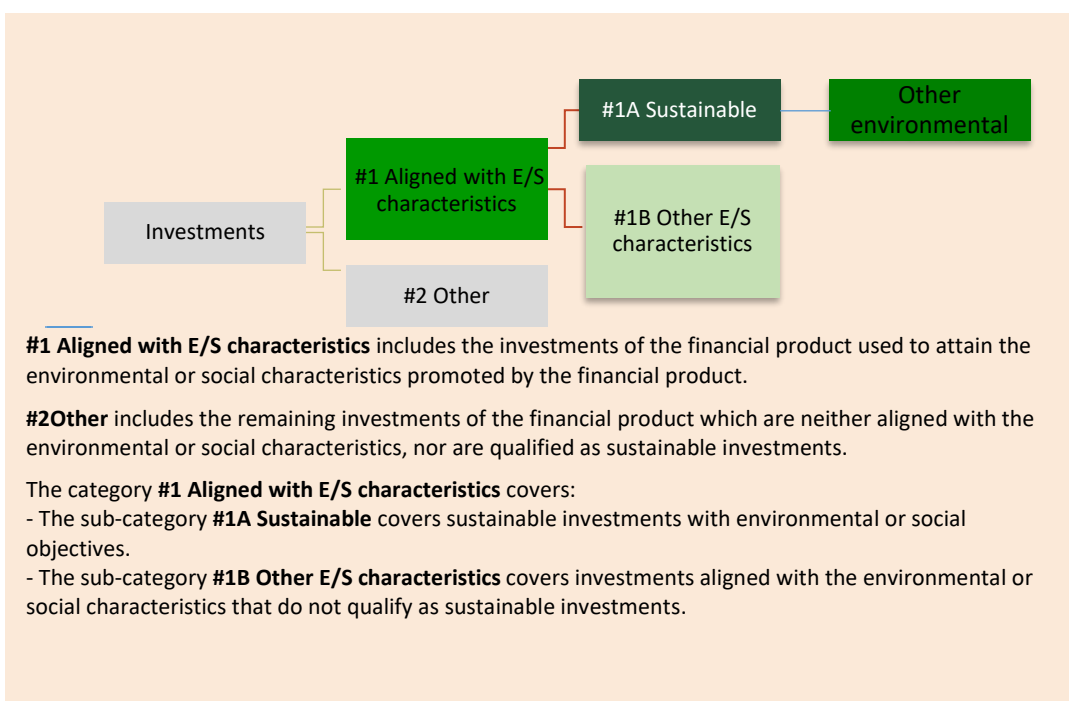 Other
environmental
#1A Sustainable
#1 Aligned with E/S
characteristics
#1B Other E/S
characteristics
Investments
#2 Other
#1 Aligned with E/S characteristics includes the investments of the financial product used to attain the
environmental or social characteristics promoted by the financial product.
#2Other includes the remaining investments of the financial product which are neither aligned with the
environmental or social characteristics, nor are qualified as sustainable investments.
The category #1 Aligned with E/S characteristics covers:
- The sub-category #1A Sustainable covers sustainable investments with environmental or social
objectives.
- The sub-category #1B Other E/S characteristics covers investments aligned with the environmental or
social characteristics that do not qualify as sustainable investments.